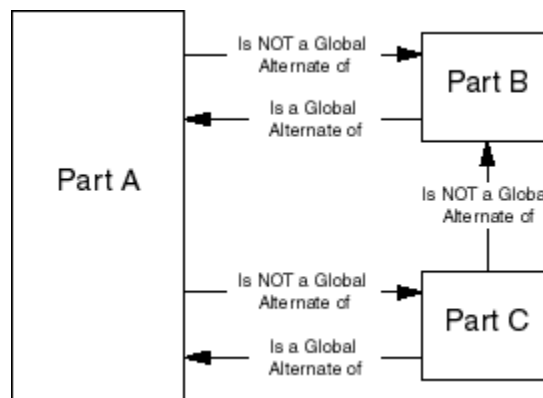 Is NOT a Global
Alternate of
Part B
Is a Global
Alternate of
Part A
Is NOT a Global
Alternate of
Is NOT a Global
Alternate of
Part C
Is a Global
Alternate of